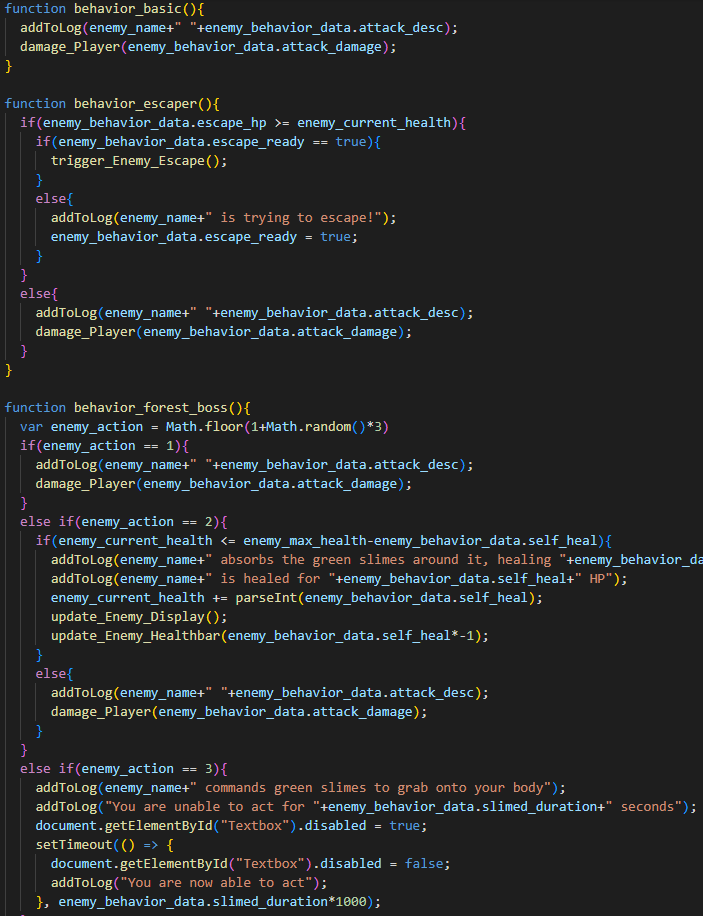 function behavior_basic(){
  addToLog(enemy_name+" "+enemy_behavior_data.attack_desc);
  damage_Player(enemy_behavior_data.attack_damage);
}

function behavior_escaper(){
  if(enemy_behavior_data.escape_hp >= enemy_current_health){
    if(enemy_behavior_data.escape_ready == true){
      trigger_Enemy_Escape();
    }
    else{
      addToLog(enemy_name+" is trying to escape!");
      enemy_behavior_data.escape_ready = true;
    }
  }
  else{
    addToLog(enemy_name+" "+enemy_behavior_data.attack_desc);
    damage_Player(enemy_behavior_data.attack_damage);
  }
}

function behavior_forest_boss(){
  var enemy_action = Math.floor(1+Math.random()*3)
  if(enemy_action == 1){
    addToLog(enemy_name+" "+enemy_behavior_data.attack_desc);
    damage_Player(enemy_behavior_data.attack_damage);
  }
  else if(enemy_action == 2){
    if(enemy_current_health <= enemy_max_health-enemy_behavior_data.self_heal){
      addToLog(enemy_name+" absorbs the green slimes around it, healing "+enemy_behavior_da
      addToLog(enemy_name+" is healed for "+enemy_behavior_data.self_heal+" HP");
      enemy_current_health += parseInt(enemy_behavior_data.self_heal);
      update_Enemy_Display();
      update_Enemy_Healthbar(enemy_behavior_data.self_heal*-1);
    }
    else{
      addToLog(enemy_name+" "+enemy_behavior_data.attack_desc);
      damage_Player(enemy_behavior_data.attack_damage);
    }
  }
  else if(enemy_action == 3){
    addToLog(enemy_name+" commands green slimes to grab onto your body");
    addToLog("You are unable to act for "+enemy_behavior_data.slimed_duration+" seconds");
    document.getElementById("Textbox").disabled = true;
    setTimeout(() => {
      document.getElementById("Textbox").disabled = false;
      addToLog("You are now able to act");
    }, enemy_behavior_data.slimed_duration*1000);